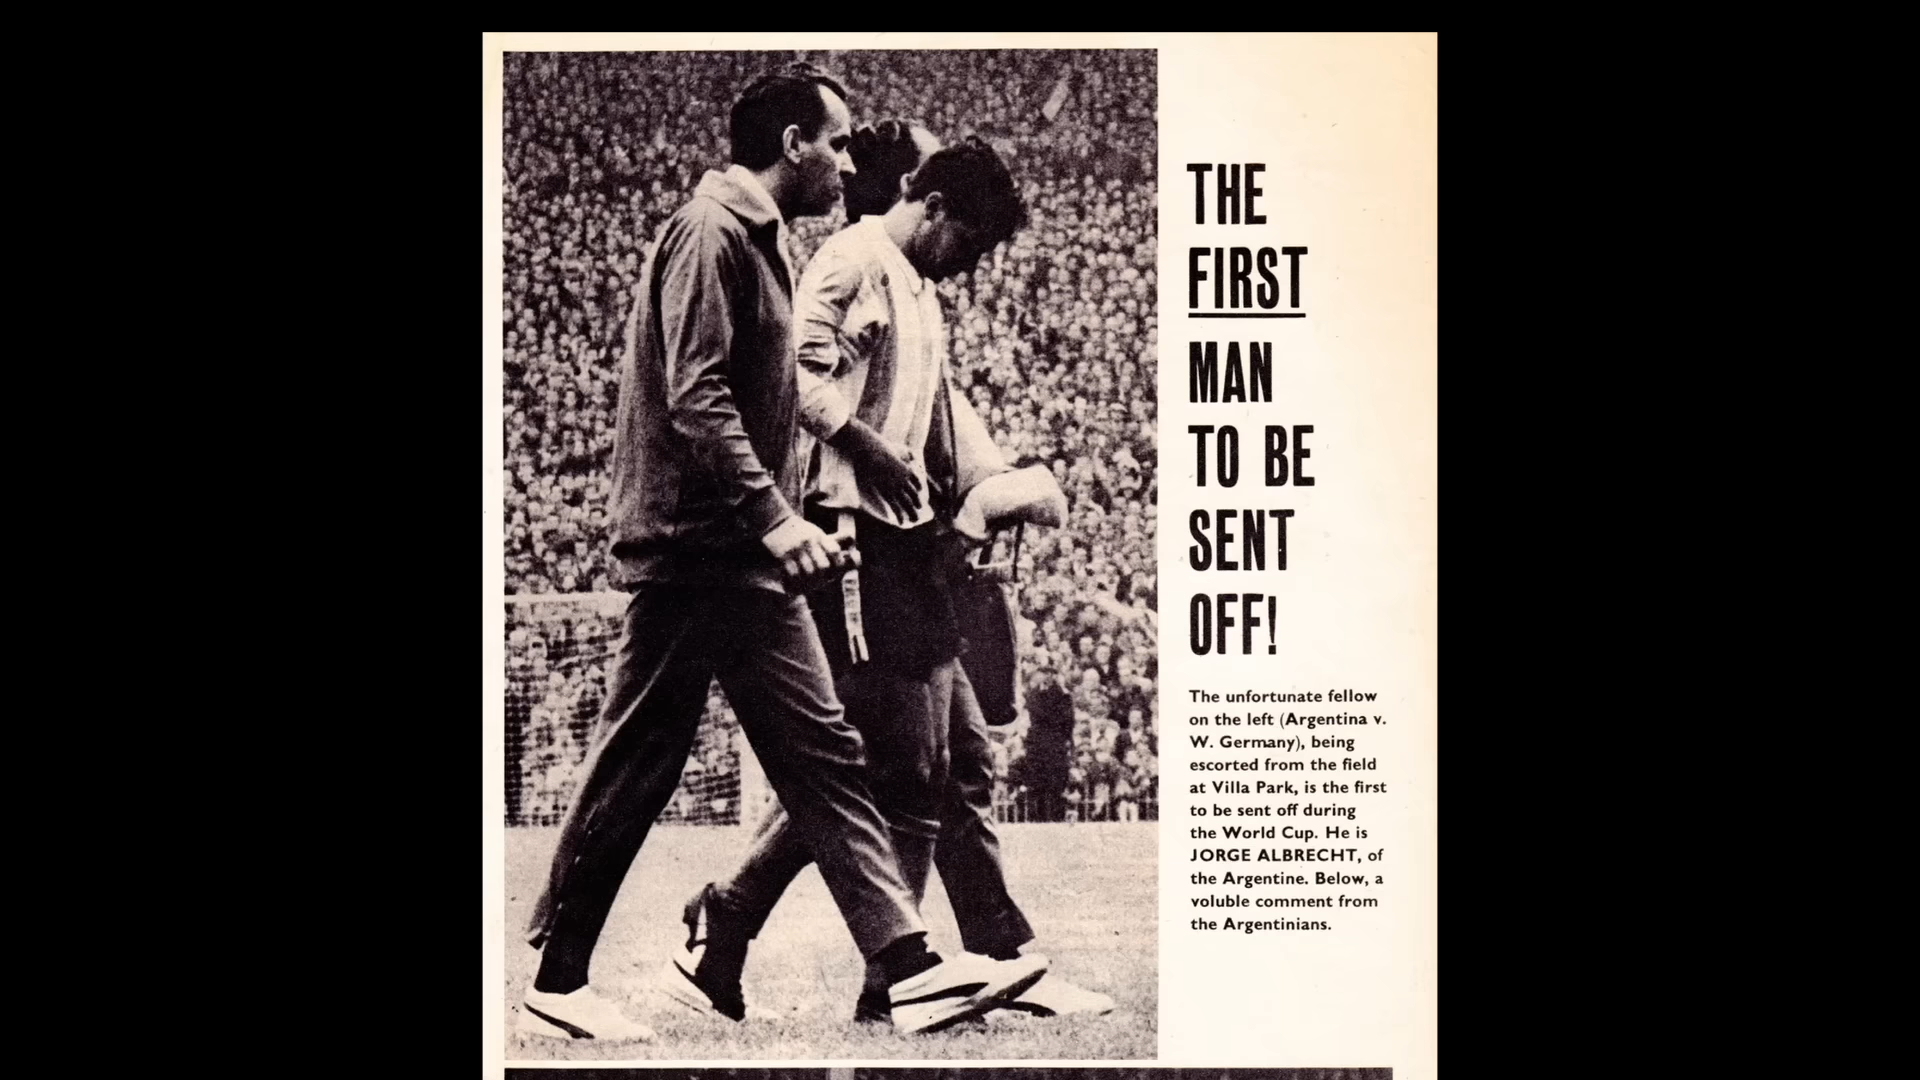 THE
FIRST
MAN
TO BE
SENT
OFF!
The unfortunate fellow
on the left (Argentina v.
W. Germany), being
escorted from the field
at Villa Park, is the first
to be sent off during
the World Cup. He is
JORGE ALBRECHT, of
the Argentine. Below, a
voluble comment from
the Argentinians.